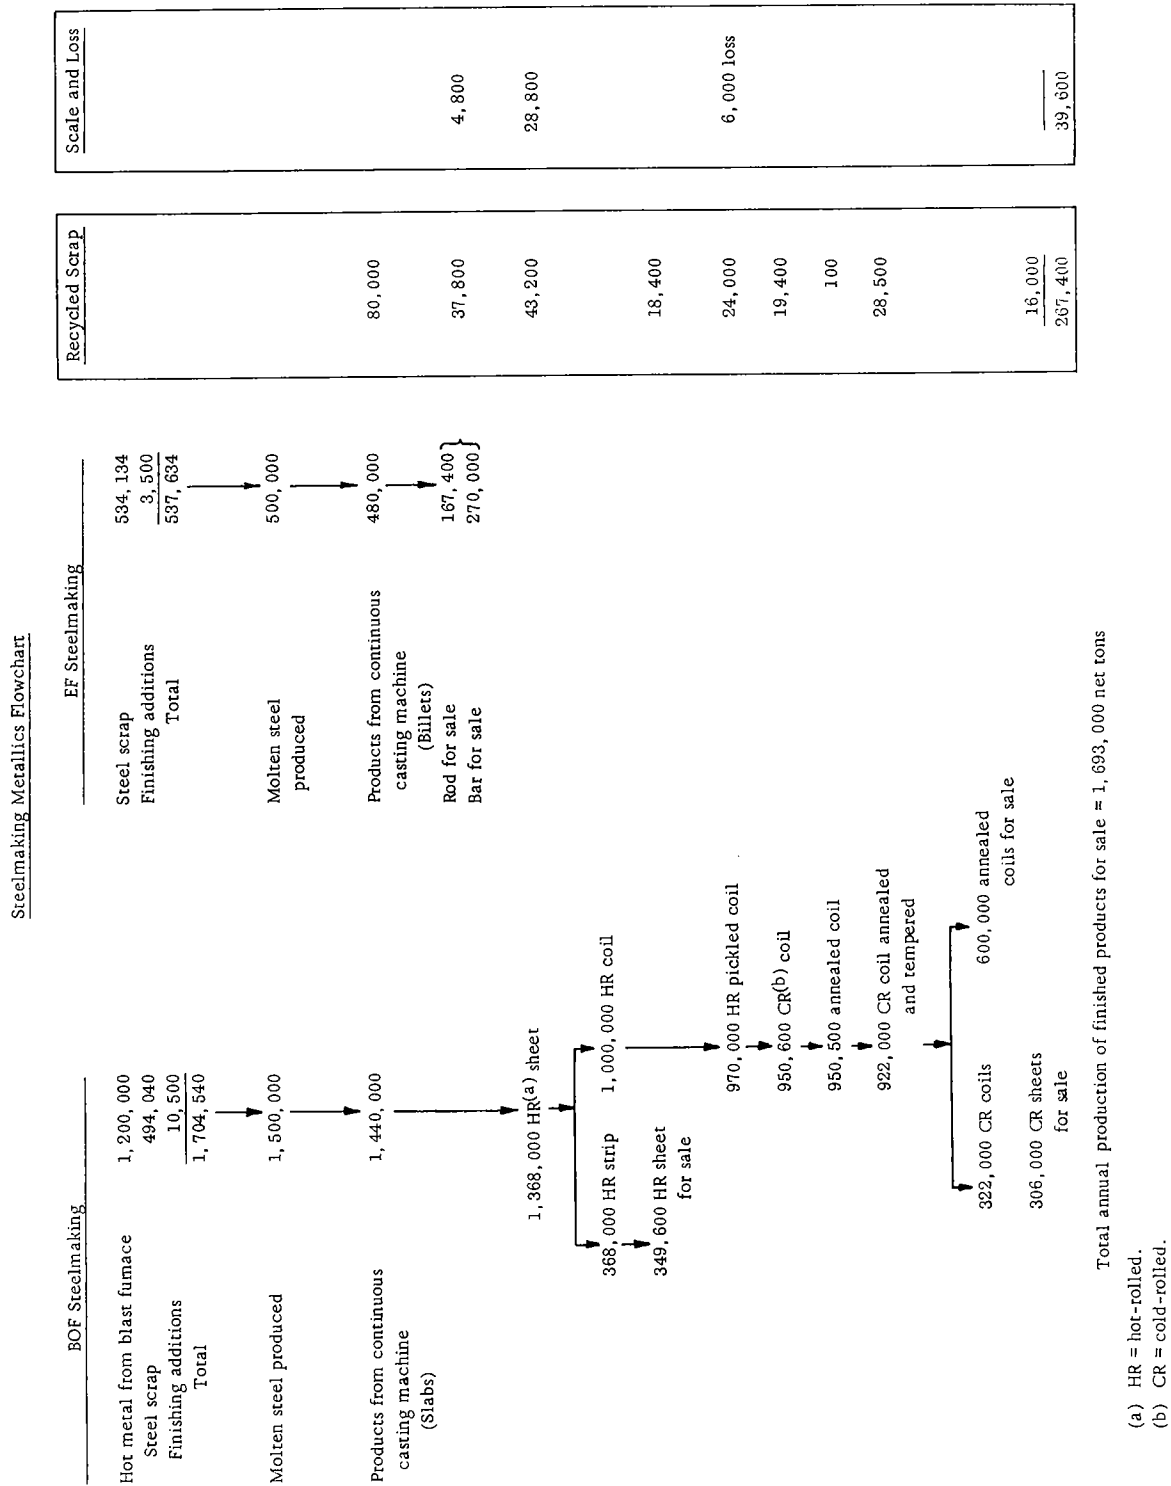 Steelmaking Metallics Flowchart
BOF Steelmaking
EF Steelmaking
Recycled Scrap
Scale and Loss
Hot metal from blast furnace 1,200,000
Steel scrap 494,040
Finishing additions 10,500
Total 1,704,540
Steel scrap 534,134
Finishing additions 3,500
Total 537,634
Molten steel produced 1,500,000
Molten steel produced 500,000
Products from continuous 1,440,000
casting machine
(Slabs)
Products from continuous 480,000
casting machine
(Billets)
80,000
Rod for sale 167,400
Bar for sale 270,000
37,800
4,800
1,368,000 HR(a) sheet
43,200
28,800
368,000 HR strip
1,000,000 HR coil
349,600 HR sheet
for sale
18,400
970,000 HR pickled coil
24,000
6,000 loss
950,600 CR(b) coil
19,400
950,500 annealed coil
100
922,000 CR coil annealed
and tempered
28,500
322,000 CR coils
600,000 annealed
coils for sale
306,000 CR sheets
for sale
16,000
267,400
39,600
Total annual production of finished products for sale = 1,693,000 net tons
(a) HR = hot-rolled.
(b) CR = cold-rolled.